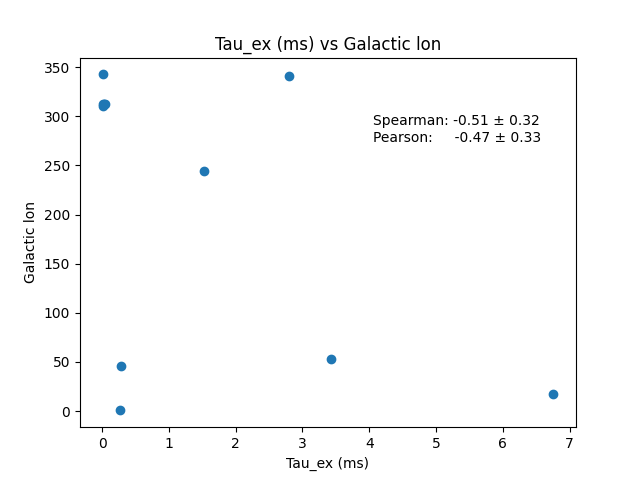 Tau_ex (ms) vs Galactic lon
350
300
250
200
150
100
50
0
Galactic lon
Spearman: -0.51 ± 0.32
Pearson: -0.47 ± 0.33
0 1 2 3 4 5 6 7
Tau_ex (ms)